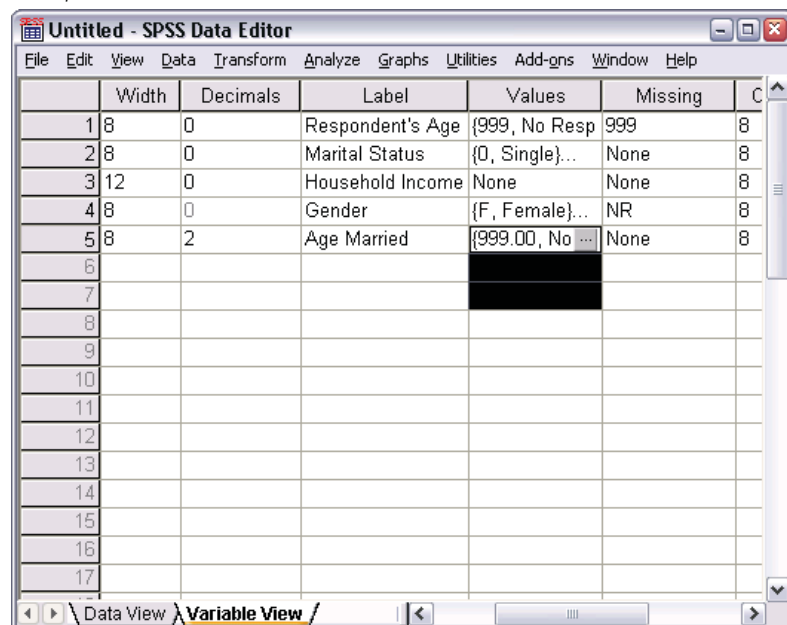 Untitled - SPSS Data Editor
File Edit View Data Transform Analyze Graphs Utilities Add-ons Window Help
Width Decimals Label Values Missing C
1 8 0 Respondent's Age {999, No Resp 999 8
2 8 0 Marital Status {0, Single}... None 8
3 12 0 Household Income None None 8
4 8 0 Gender {F, Female}... NR 8
5 8 2 Age Married {999.00, No ... None 8
6
7
8
9
10
11
12
13
14
15
16
17
Data View Variable View